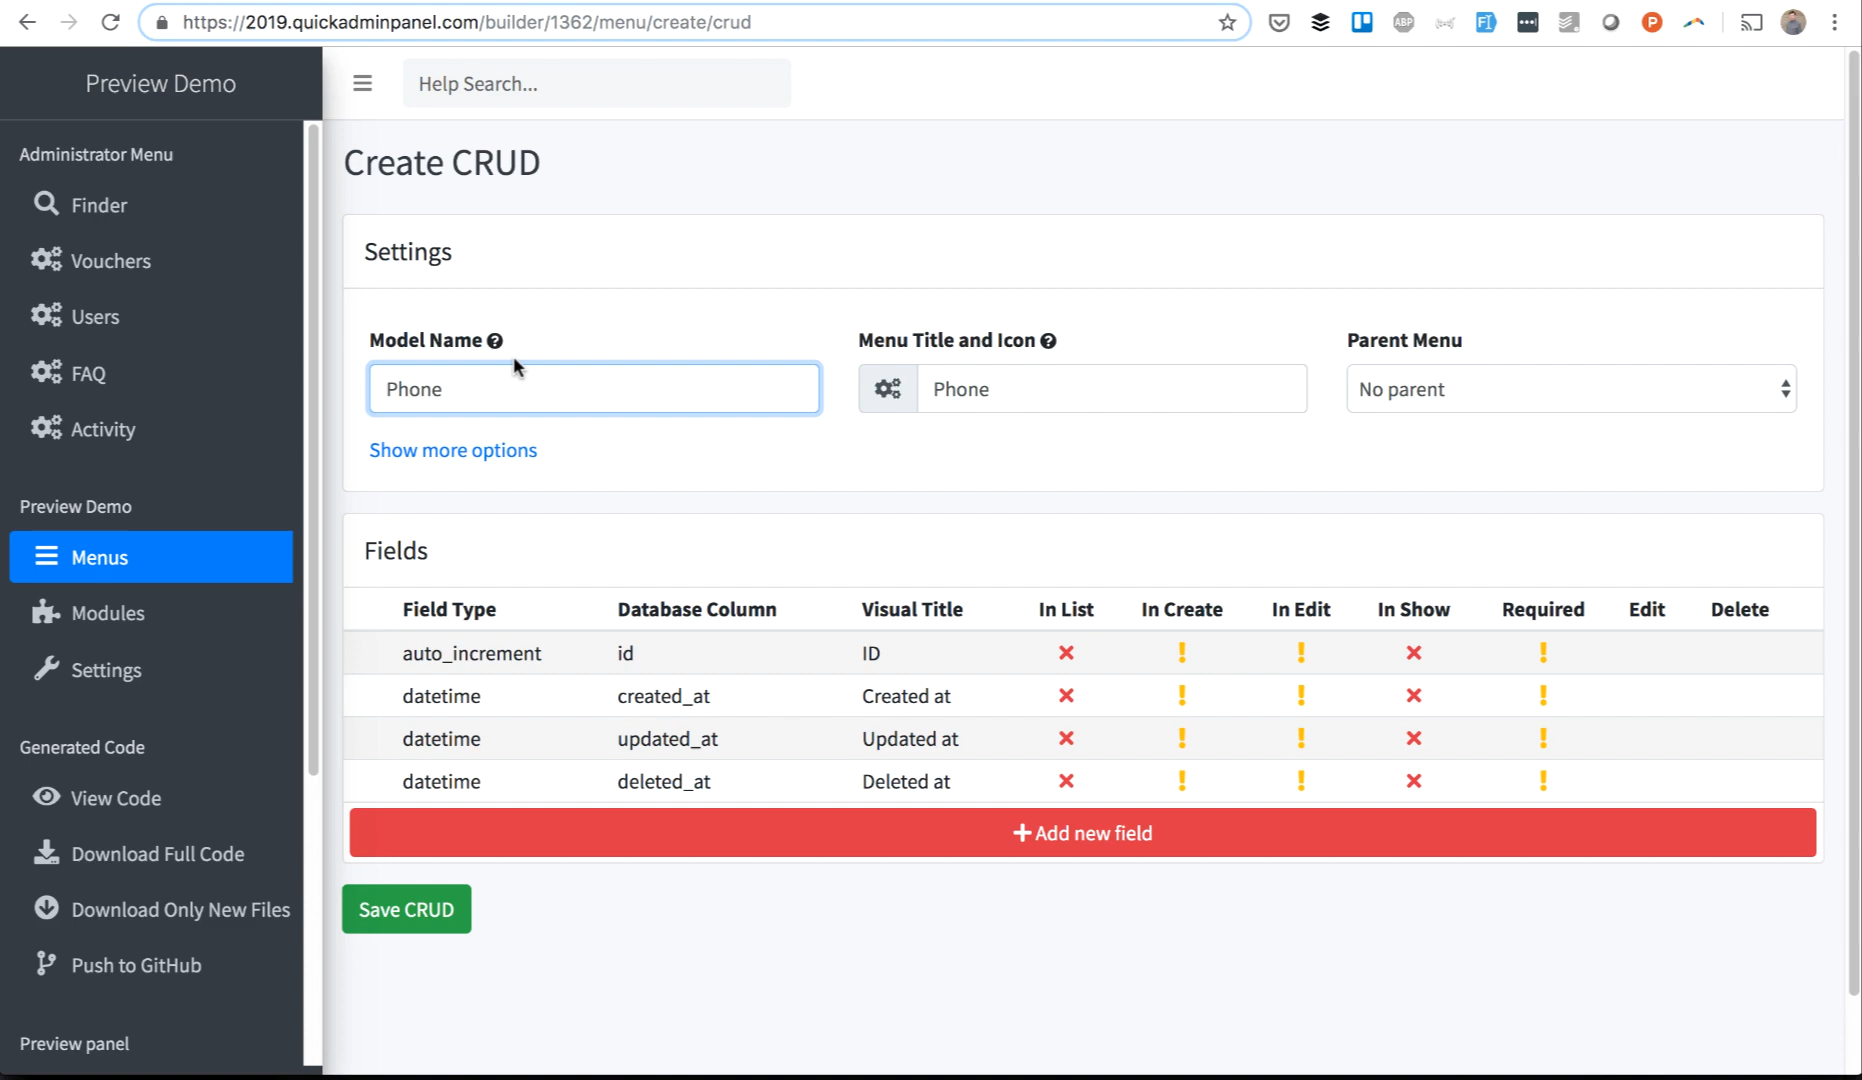 https://2019.quickadminpanel.com/builder/1362/menu/create/crud
ABP
P
Preview Demo
Help Search...
Administrator Menu
Finder
Vouchers
Users
FAQ
Activity
Preview Demo
Menus
Modules
Settings
Generated Code
View Code
Download Full Code
Download Only New Files
Push to GitHub
Preview panel
Create CRUD
Settings
Model Name ?
Menu Title and Icon ?
Parent Menu
Phone
Phone
No parent
Show more options
Fields
Field Type Database Column Visual Title In List In Create In Edit In Show Required Edit Delete
auto_increment id ID
datetime created_at Created at
datetime updated_at Updated at
datetime deleted_at Deleted at
+ Add new field
Save CRUD